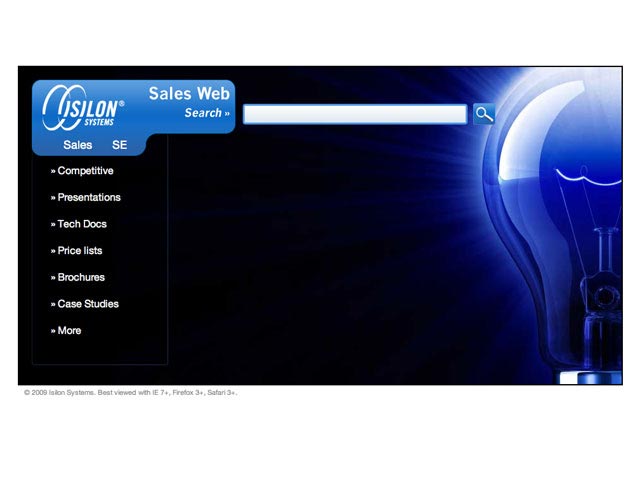 ISILON®
SYSTEMS
Sales Web
Search »
Sales SE
» Competitive
» Presentations
» Tech Docs
» Price lists
» Brochures
» Case Studies
» More
© 2009 Isilon Systems. Best viewed with IE 7+, Firefox 3+, Safari 3+.